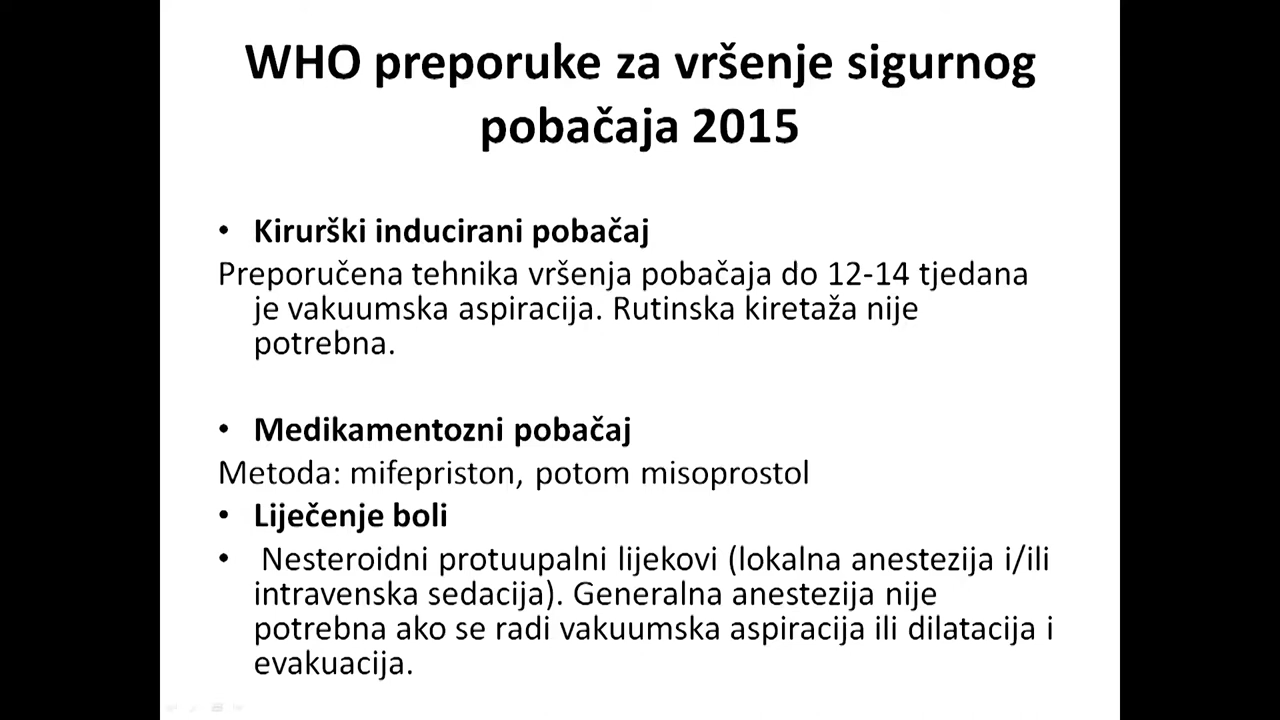 WHO preporuke za vršenje sigurnog
pobačaja 2015
• Kirurški inducirani pobačaj
Preporučena tehnika vršenja pobačaja do 12-14 tjedana
je vakuumska aspiracija. Rutinska kiretaža nije
potrebna.
• Medikamentozni pobačaj
Metoda: mifepriston, potom misoprostol
• Liječenje boli
• Nesteroidni protuupalni lijekovi (lokalna anestezija i/ili
intravenska sedacija). Generalna anestezija nije
potrebna ako se radi vakuumska aspiracija ili dilatacija i
evakuacija.